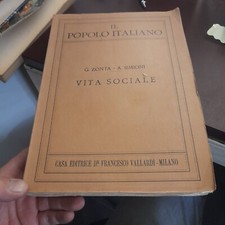 IL
POPOLO ITALIANO
VITA SOCIALE
CASA EDITRICE Dr. FRANCESCO VALLARDI - MILANO